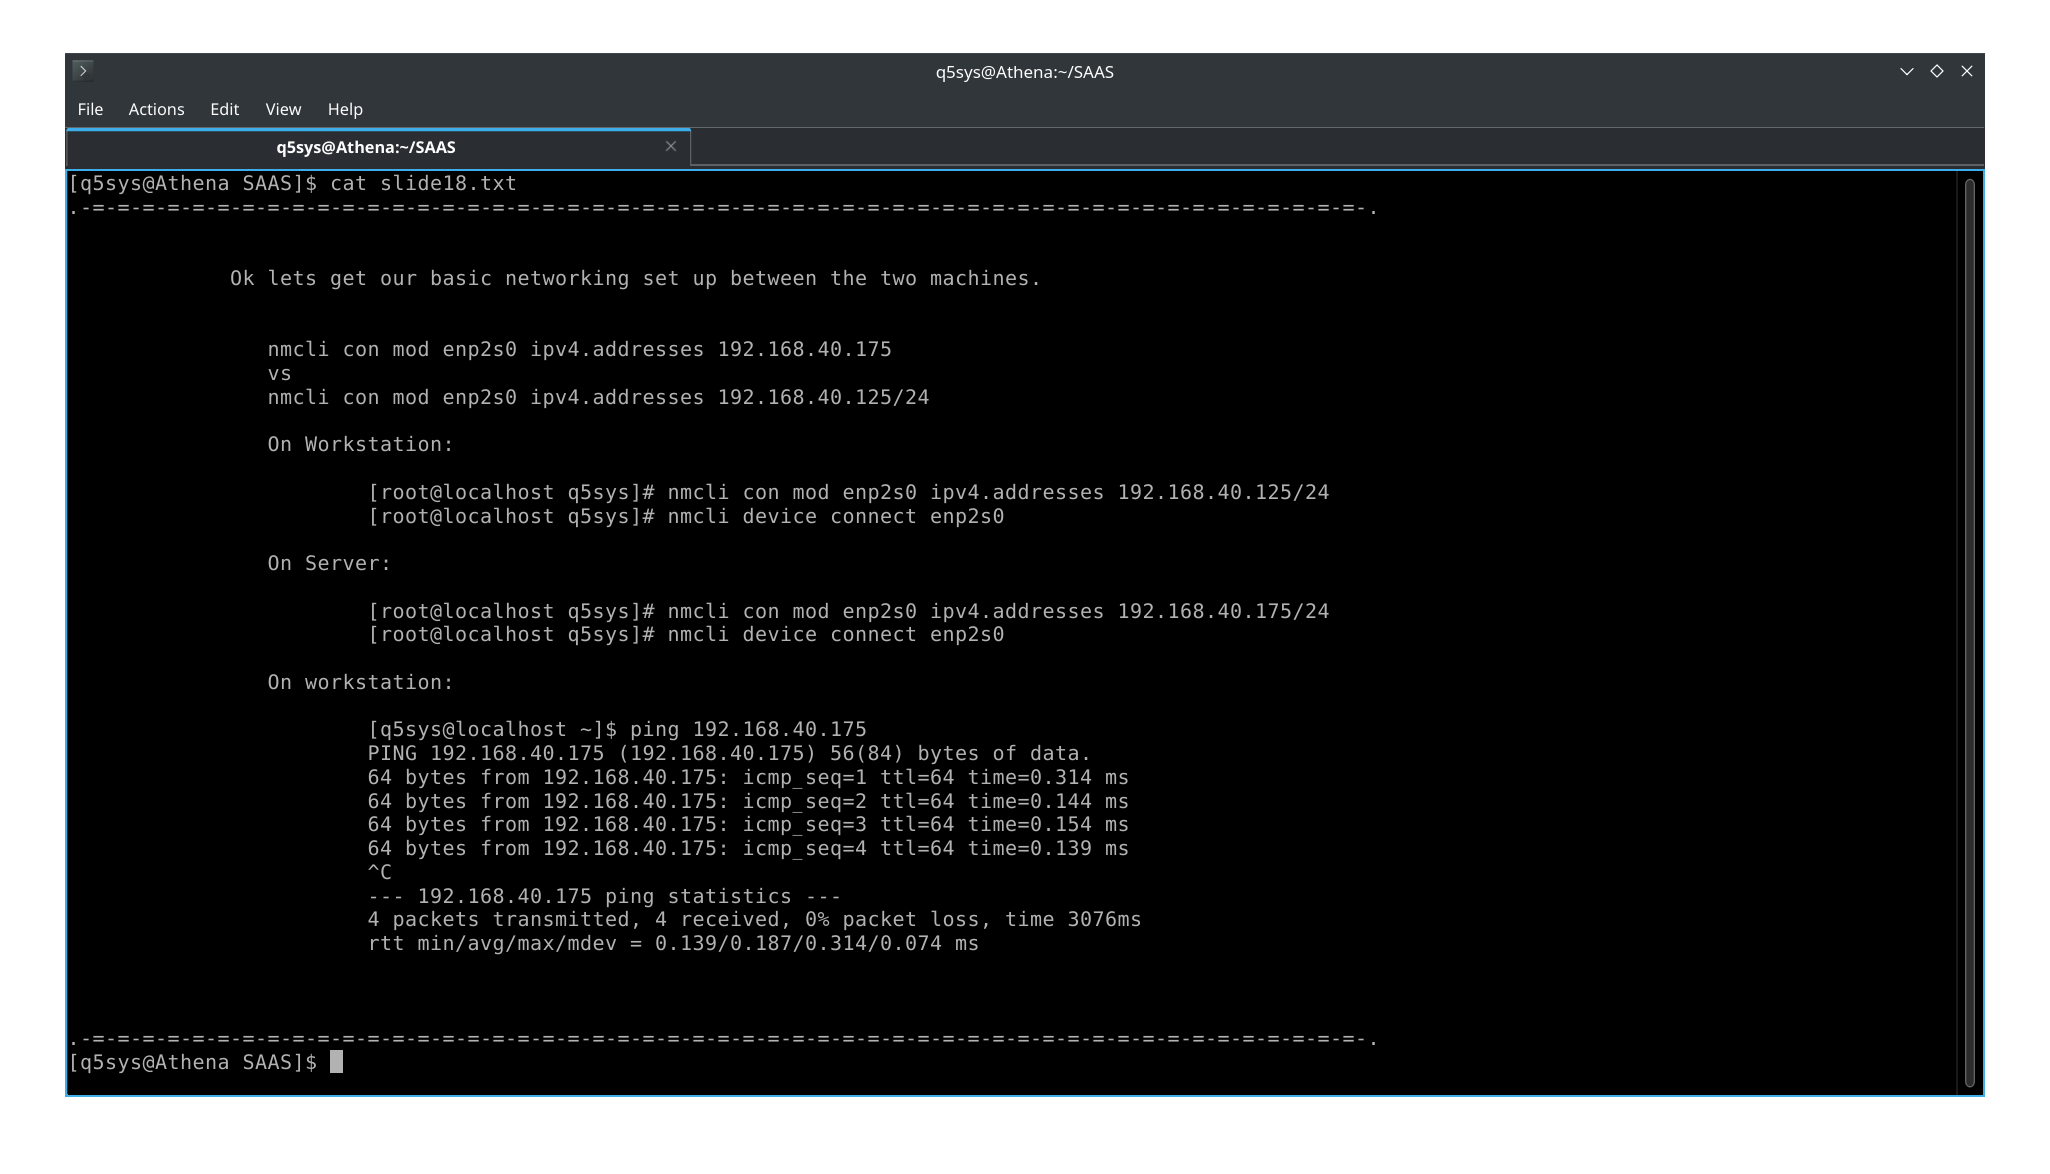 q5sys@Athena:~/SAAS
File Actions Edit View Help
q5sys@Athena:~/SAAS
[q5sys@Athena SAAS]$ cat slide18.txt
.-=-=-=-=-=-=-=-=-=-=-=-=-=-=-=-=-=-=-=-=-=-=-=-=-=-=-=-=-=-=-=-=-=-=-=-=-=-=-=-=-=-=-=-=-=-=-=-=-=-=-=-.
Ok lets get our basic networking set up between the two machines.
nmcli con mod enp2s0 ipv4.addresses 192.168.40.175
vs
nmcli con mod enp2s0 ipv4.addresses 192.168.40.125/24
On Workstation:
[root@localhost q5sys]# nmcli con mod enp2s0 ipv4.addresses 192.168.40.125/24
[root@localhost q5sys]# nmcli device connect enp2s0
On Server:
[root@localhost q5sys]# nmcli con mod enp2s0 ipv4.addresses 192.168.40.175/24
[root@localhost q5sys]# nmcli device connect enp2s0
On workstation:
[q5sys@localhost ~]$ ping 192.168.40.175
PING 192.168.40.175 (192.168.40.175) 56(84) bytes of data.
64 bytes from 192.168.40.175: icmp_seq=1 ttl=64 time=0.314 ms
64 bytes from 192.168.40.175: icmp_seq=2 ttl=64 time=0.144 ms
64 bytes from 192.168.40.175: icmp_seq=3 ttl=64 time=0.154 ms
64 bytes from 192.168.40.175: icmp_seq=4 ttl=64 time=0.139 ms
^C
--- 192.168.40.175 ping statistics ---
4 packets transmitted, 4 received, 0% packet loss, time 3076ms
rtt min/avg/max/mdev = 0.139/0.187/0.314/0.074 ms
.-=-=-=-=-=-=-=-=-=-=-=-=-=-=-=-=-=-=-=-=-=-=-=-=-=-=-=-=-=-=-=-=-=-=-=-=-=-=-=-=-=-=-=-=-=-=-=-=-=-=-=-.
[q5sys@Athena SAAS]$